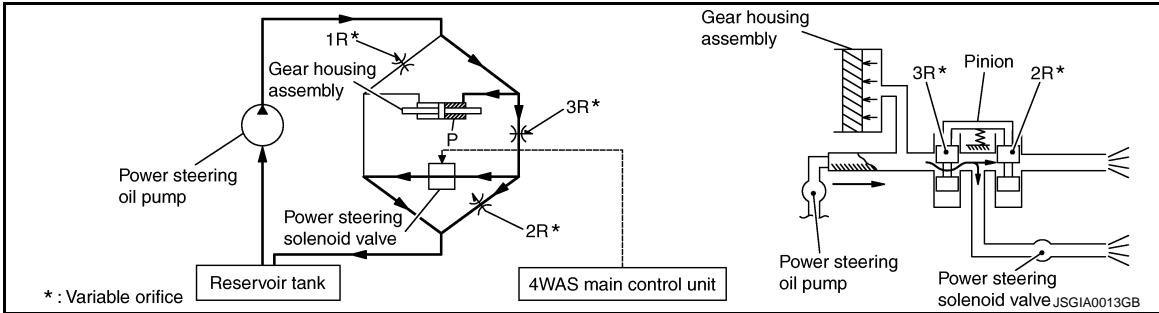 1R*
Gear housing
assembly
3R*
P
Power steering
oil pump
Power steering
solenoid valve
2R*
Reservoir tank
4WAS main control unit
* : Variable orifice
Gear housing
assembly
Pinion
3R*
2R*
Power steering
oil pump
Power steering
solenoid valve
JSGIA0013GB